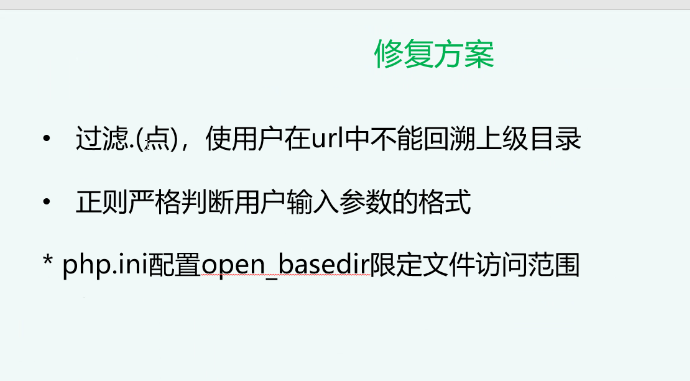 修复方案
• 过滤.(点)，使用户在url中不能回溯上级目录
• 正则严格判断用户输入参数的格式
* php.ini配置open_basedir限定文件访问范围